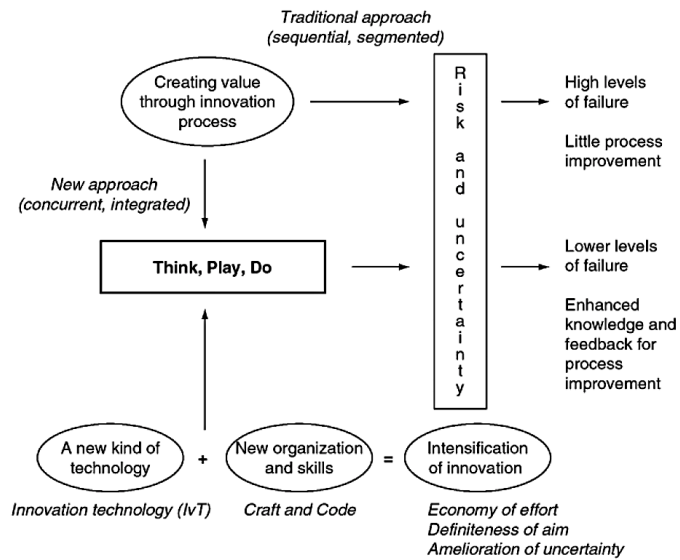 Traditional approach
(sequential, segmented)
Creating value
through innovation
process
Risk and uncertainty
High levels
of failure
Little process
improvement
New approach
(concurrent, integrated)
Think, Play, Do
Lower levels
of failure
Enhanced
knowledge and
feedback for
process
improvement
A new kind of
technology
+
New organization
and skills
=
Intensification
of innovation
Innovation technology (IvT)
Craft and Code
Economy of effort
Definiteness of aim
Amelioration of uncertainty